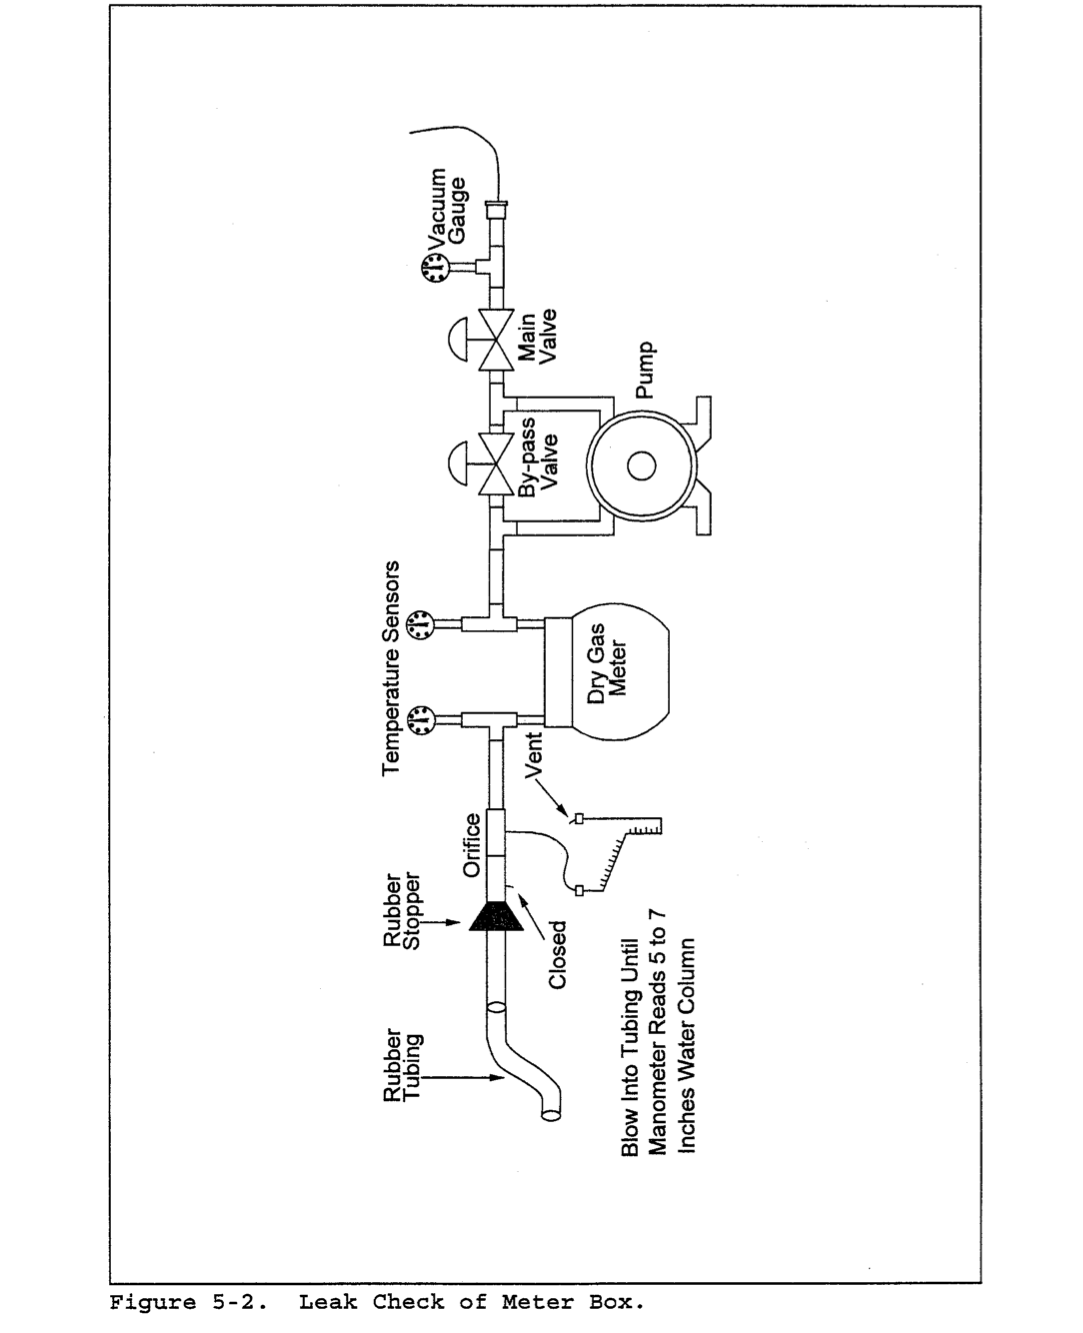 Rubber
Tubing
Rubber
Stopper
Orifice
Closed
Vent
Temperature Sensors
Dry Gas
Meter
By-pass
Valve
Pump
Main
Valve
Vacuum
Gauge
Blow Into Tubing Until
Manometer Reads 5 to 7
Inches Water Column
Figure 5-2.  Leak Check of Meter Box.